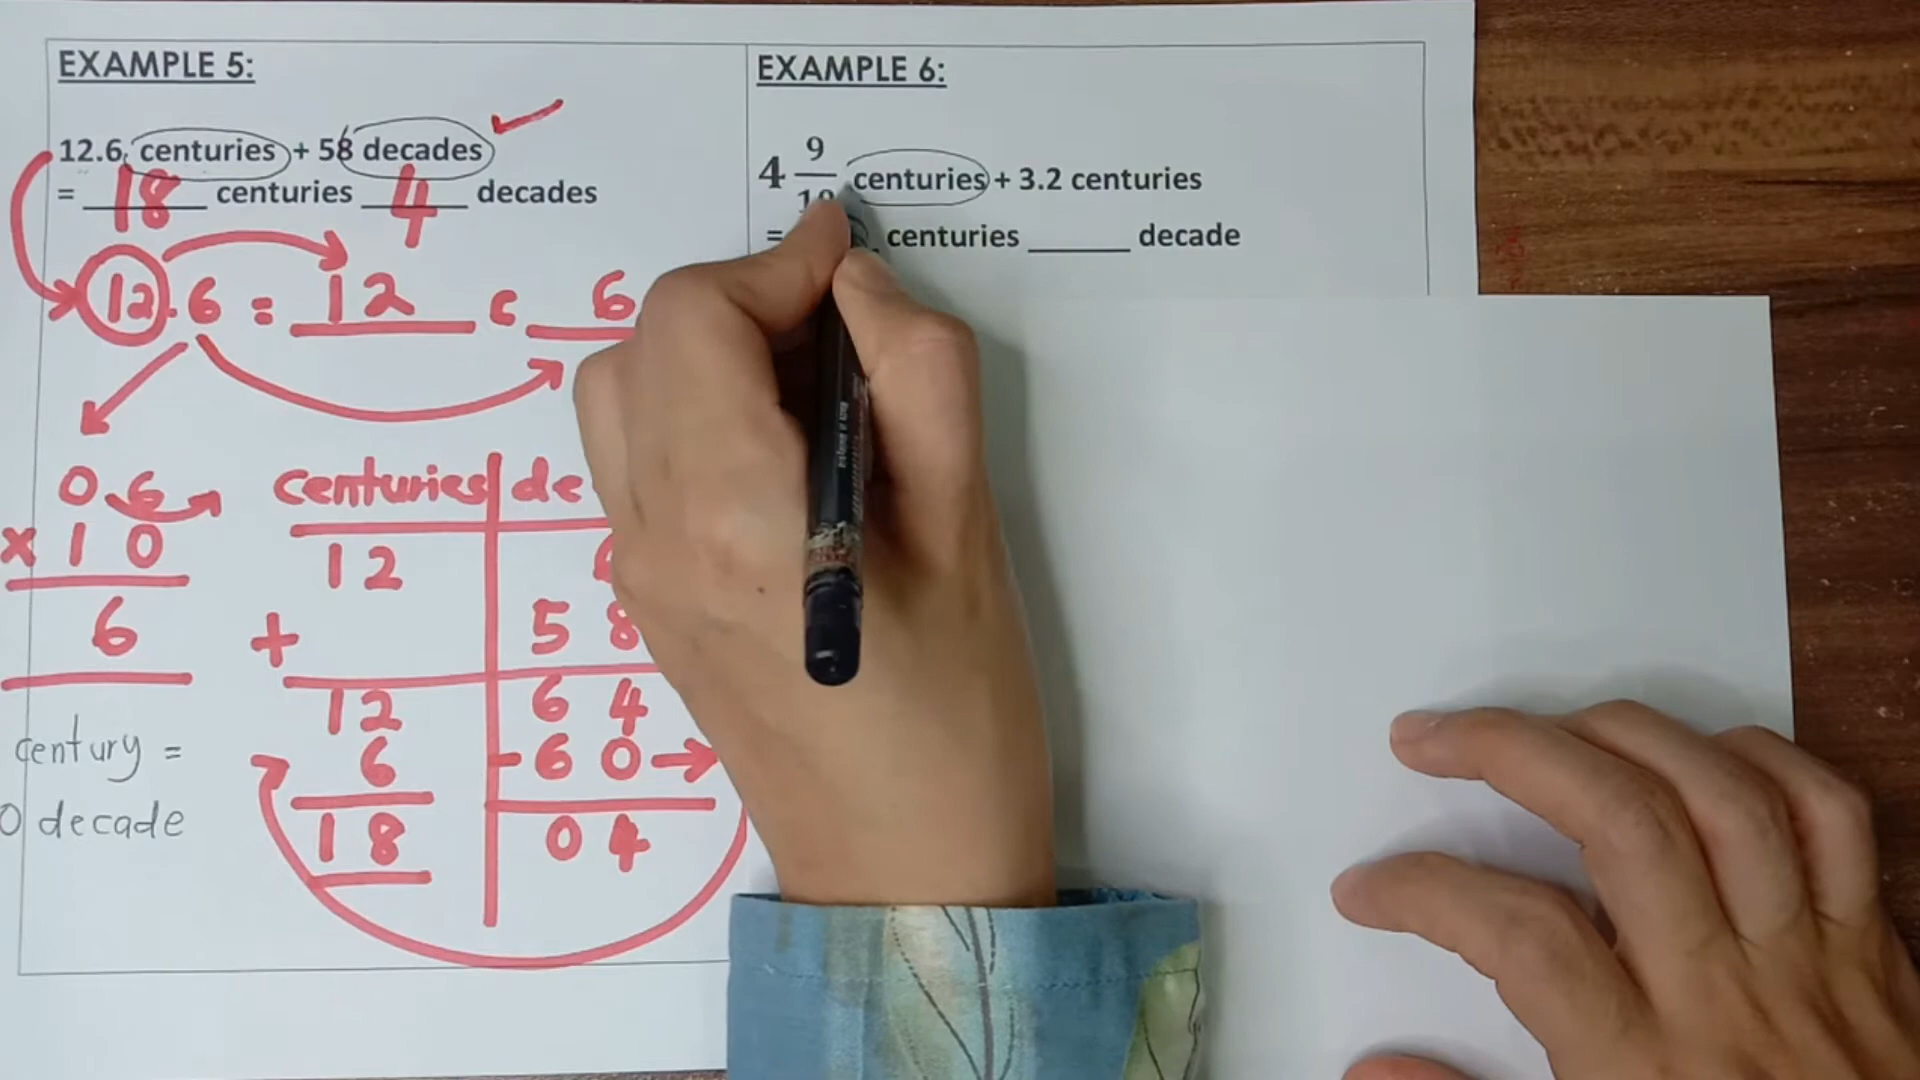 EXAMPLE 5:
12.6 centuries + 58 decades
= 18 centuries 4 decades
12.6 = 12 c 6
0.6
x 10
6
century =
0 decade
centuries de
12
+ 58
12 64
6 - 60
18 04
EXAMPLE 6:
4 9/10 centuries + 3.2 centuries
= centuries ______ decade